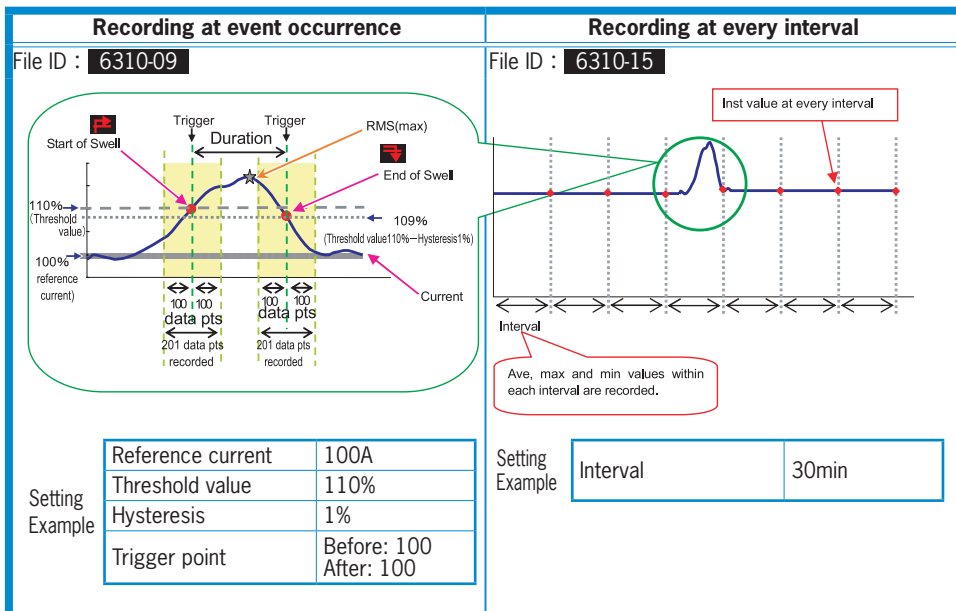 Recording at event occurrence
File ID : 6310-09
Trigger
Trigger
Duration
RMS(max)
Start of Swell
End of Swell
110%
(Threshold
value)
109%
(Threshold value110%—Hysteresis1%)
100%
reference
current)
Current
100 100
data pts
100 100
data pts
201 data pts
recorded
201 data pts
recorded
Setting
Example
Reference current 100A
Threshold value 110%
Hysteresis 1%
Trigger point Before: 100
After: 100
Recording at every interval
File ID : 6310-15
Inst value at every interval
Interval
Ave, max and min values within
each interval are recorded.
Setting
Example
Interval 30min